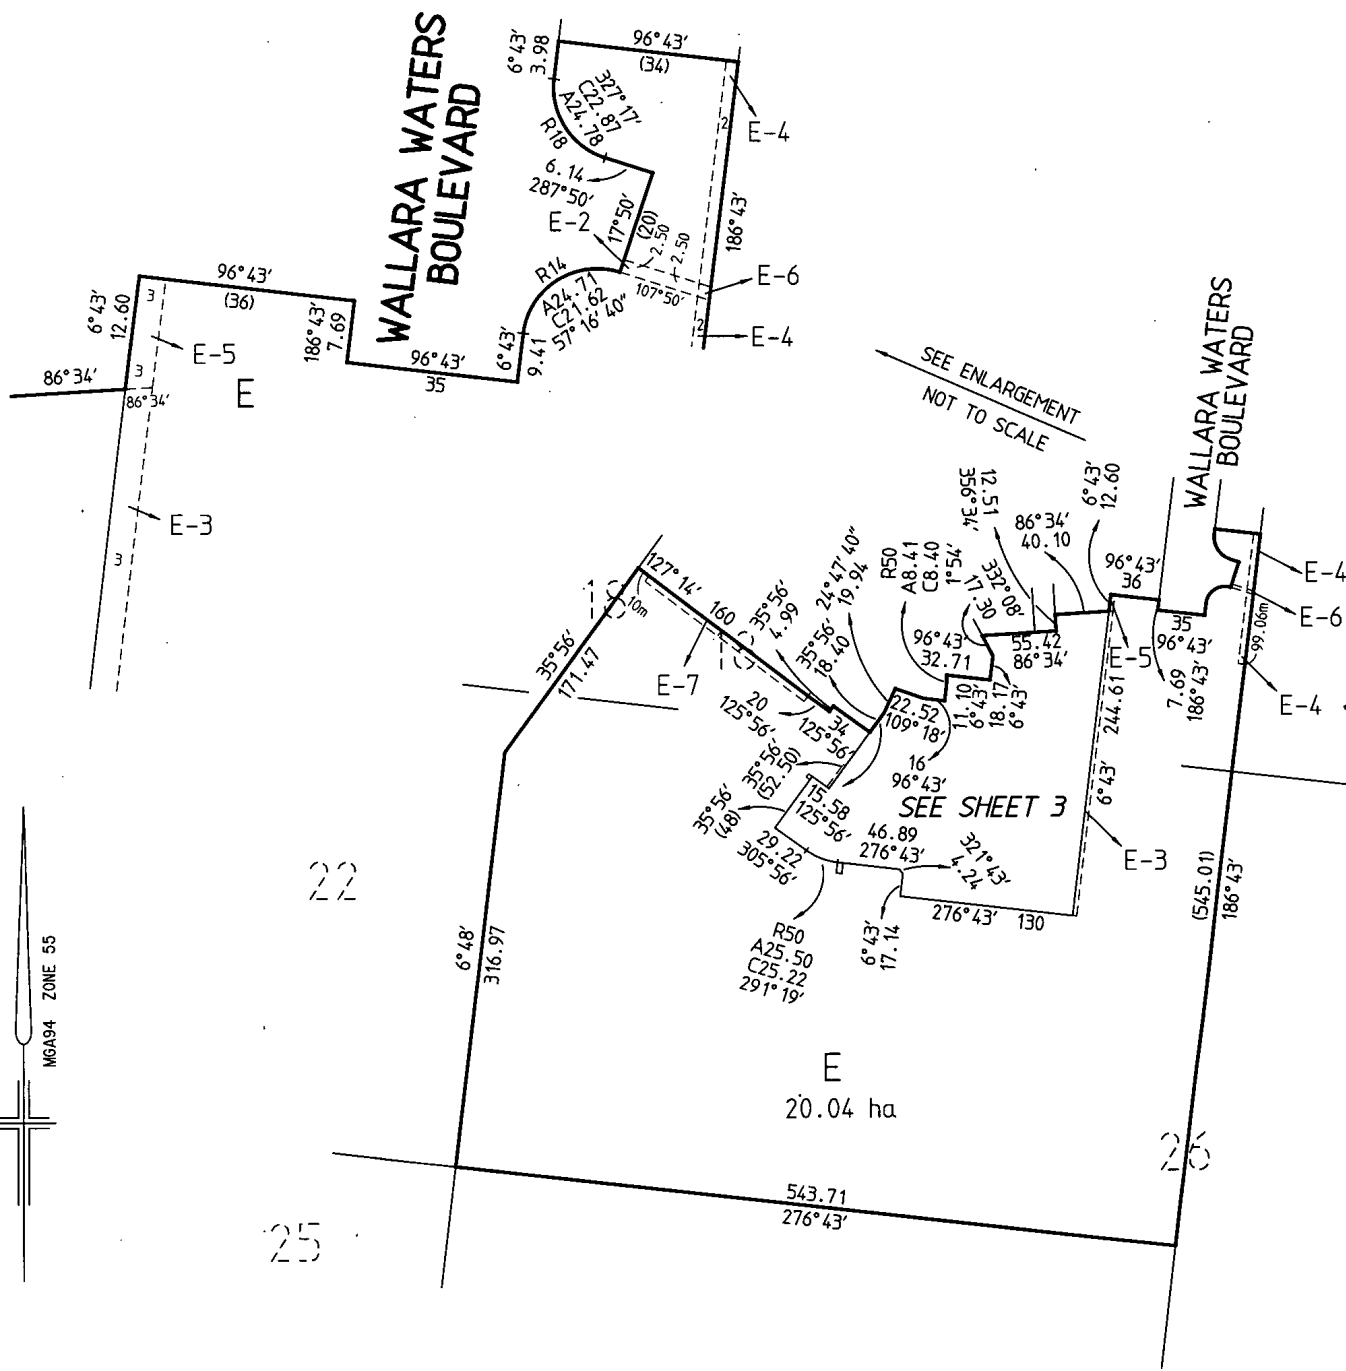 WALLARA WATERS
BOULEVARD
6°43′
3.98
96°43′
(34)
327°17′
C22.87
A24.78
R18
6.14
287°50′
E-4
2
186°43′
E-2
17°50′
(20)
2.50
2.50
107°50′
E-6
2
E-4
R14
A24.71
C21.62
57°16′40″
6°43′
9.41
96°43′
(36)
6°43′
12.60
3
E-5
3
86°34′
86°34′
E
186°43′
7.69
96°43′
35
E-3
3
SEE ENLARGEMENT
NOT TO SCALE
WALLARA WATERS
BOULEVARD
6°43′
12.60
12.51
356°34′
86°34′
40.10
96°43′
36
E-4
E-6
99.06m
35
96°43′
E-4
7.69
186°43′
E-5
244.61
6°43′
R50
A8.41
C8.40
1°54′
332°08′
17.30
55.42
86°34′
96°43′
32.71
11.10
6°43′
18.17
6°43′
24°47′40″
19.94
22.52
109°18′
16
96°43′
35°56′
18.40
35°56′
4.99
127°14′
160
18
10m
18
E-7
20
125°56′
34
125°56′
35°56′
171.47
35°56′
(52.50)
15.58
125°56′
35°56′
(48)
29.22
305°56′
SEE SHEET 3
46.89
276°43′
321°43′
4.24
E-3
276°43′
130
6°43′
17.14
R50
A25.50
C25.22
291°19′
(545.01)
186°43′
22
6°48′
316.97
MGA94 ZONE 55
E
20.04 ha
26
543.71
276°43′
25